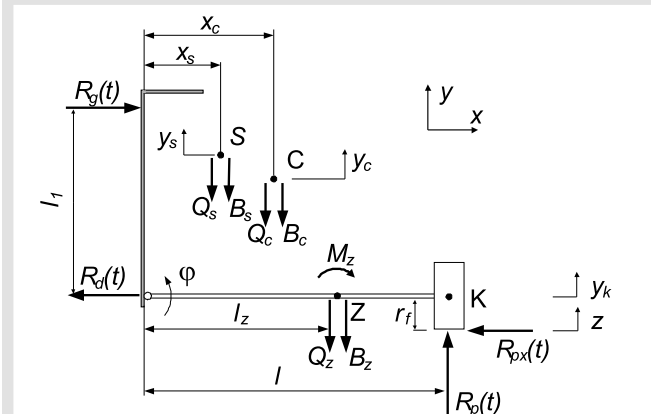 x_c
x_s
R_g(t)
y
x
y_s
S
C
y_c
l_1
Q_s
B_s
Q_c
B_c
M_z
R_d(t)
φ
K
y_k
l_z
Z
r_f
z
Q_z
B_z
R_px(t)
l
R_p(t)